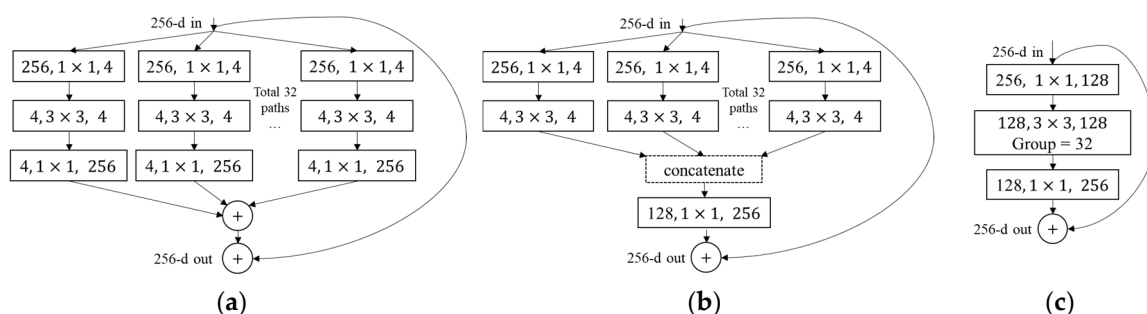 256-d in
256, 1 × 1, 4
256, 1 × 1, 4
256, 1 × 1, 4
4, 3 × 3, 4
4, 3 × 3, 4
Total 32
paths
...
4, 3 × 3, 4
4, 1 × 1, 256
4, 1 × 1, 256
4, 1 × 1, 256
+
256-d out
+
(a)
256-d in
256, 1 × 1, 4
256, 1 × 1, 4
256, 1 × 1, 4
4, 3 × 3, 4
4, 3 × 3, 4
Total 32
paths
...
4, 3 × 3, 4
concatenate
128, 1 × 1, 256
256-d out
+
(b)
256-d in
256, 1 × 1, 128
128, 3 × 3, 128
Group = 32
128, 1 × 1, 256
256-d out
+
(c)